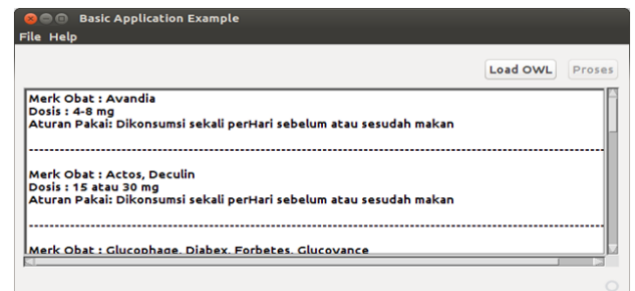 Basic Application Example
File Help
Load OWL Proses
Merk Obat : Avandia
Dosis : 4-8 mg
Aturan Pakai: Dikonsumsi sekali perHari sebelum atau sesudah makan
--------------------------------------------------------------------------------
Merk Obat : Actos, Deculin
Dosis : 15 atau 30 mg
Aturan Pakai: Dikonsumsi sekali perHari sebelum atau sesudah makan
--------------------------------------------------------------------------------
Merk Obat : Glucophage, Diabex, Forbetes, Glucovance